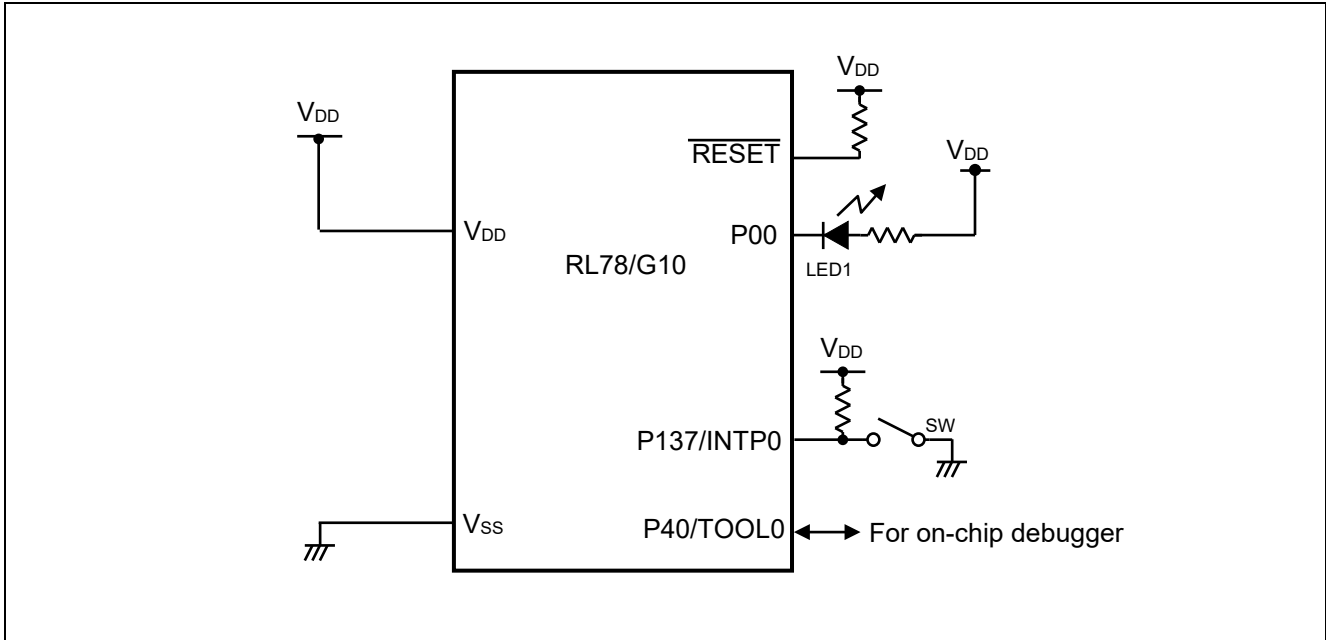 VDD
VDD
RESET
VDD
VDD
P00
RL78/G10
LED1
VDD
SW
P137/INTP0
VSS
P40/TOOL0
For on-chip debugger